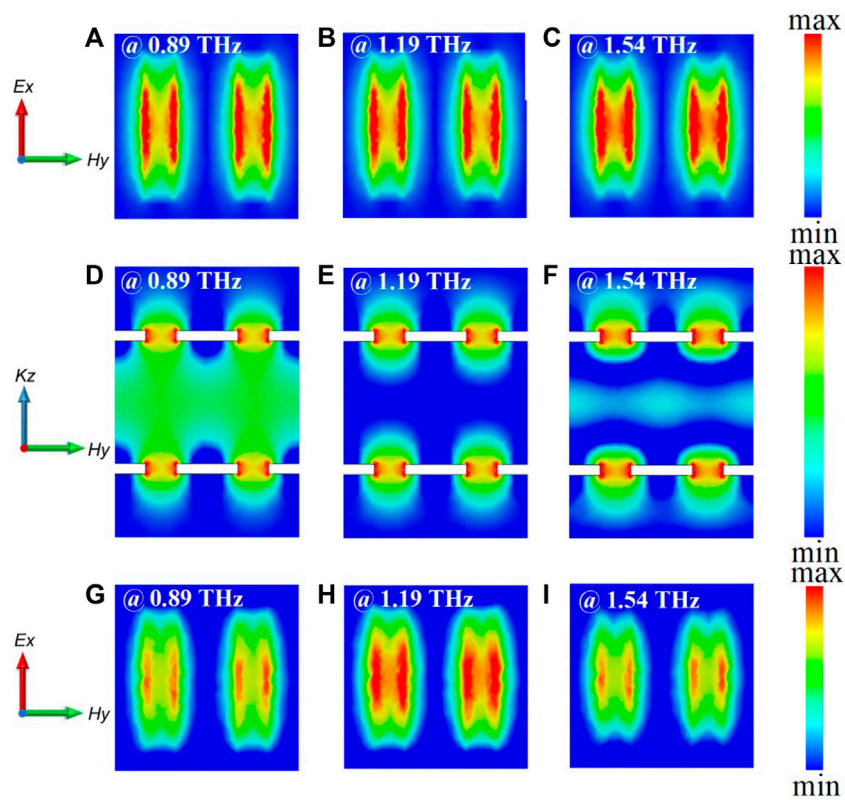 A @ 0.89 THz B @ 1.19 THz C @ 1.54 THz max
Ex
Hy
min
D @ 0.89 THz E @ 1.19 THz F @ 1.54 THz max
Kz
Hy
min
G @ 0.89 THz H @ 1.19 THz I @ 1.54 THz max
Ex
Hy
min